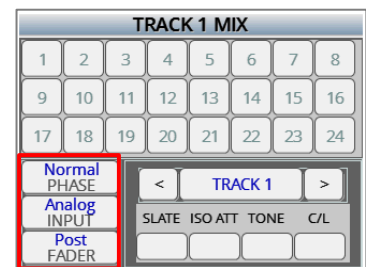 TRACK 1 MIX
1 2 3 4 5 6 7 8
9 10 11 12 13 14 15 16
17 18 19 20 21 22 23 24
Normal
PHASE
< TRACK 1 >
Analog
INPUT
SLATE ISO ATT TONE C/L
Post
FADER